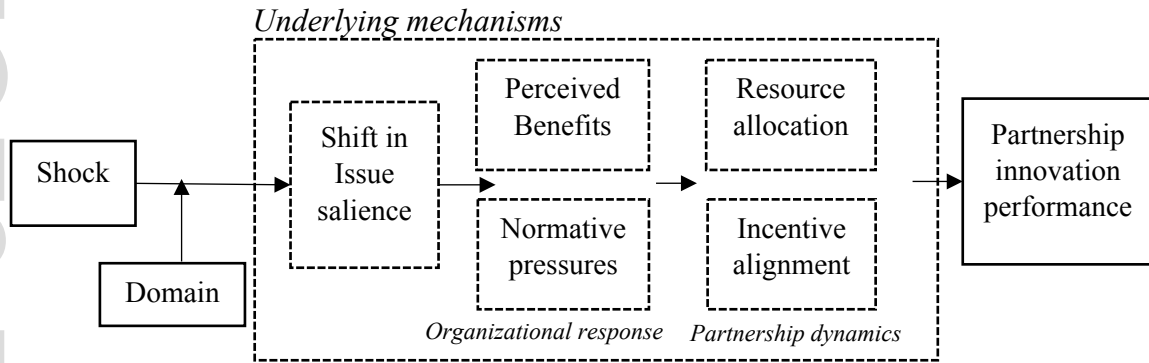 Underlying mechanisms
Shock
Domain
Shift in
Issue
salience
Perceived
Benefits
Normative
pressures
Organizational response
Resource
allocation
Incentive
alignment
Partnership dynamics
Partnership
innovation
performance